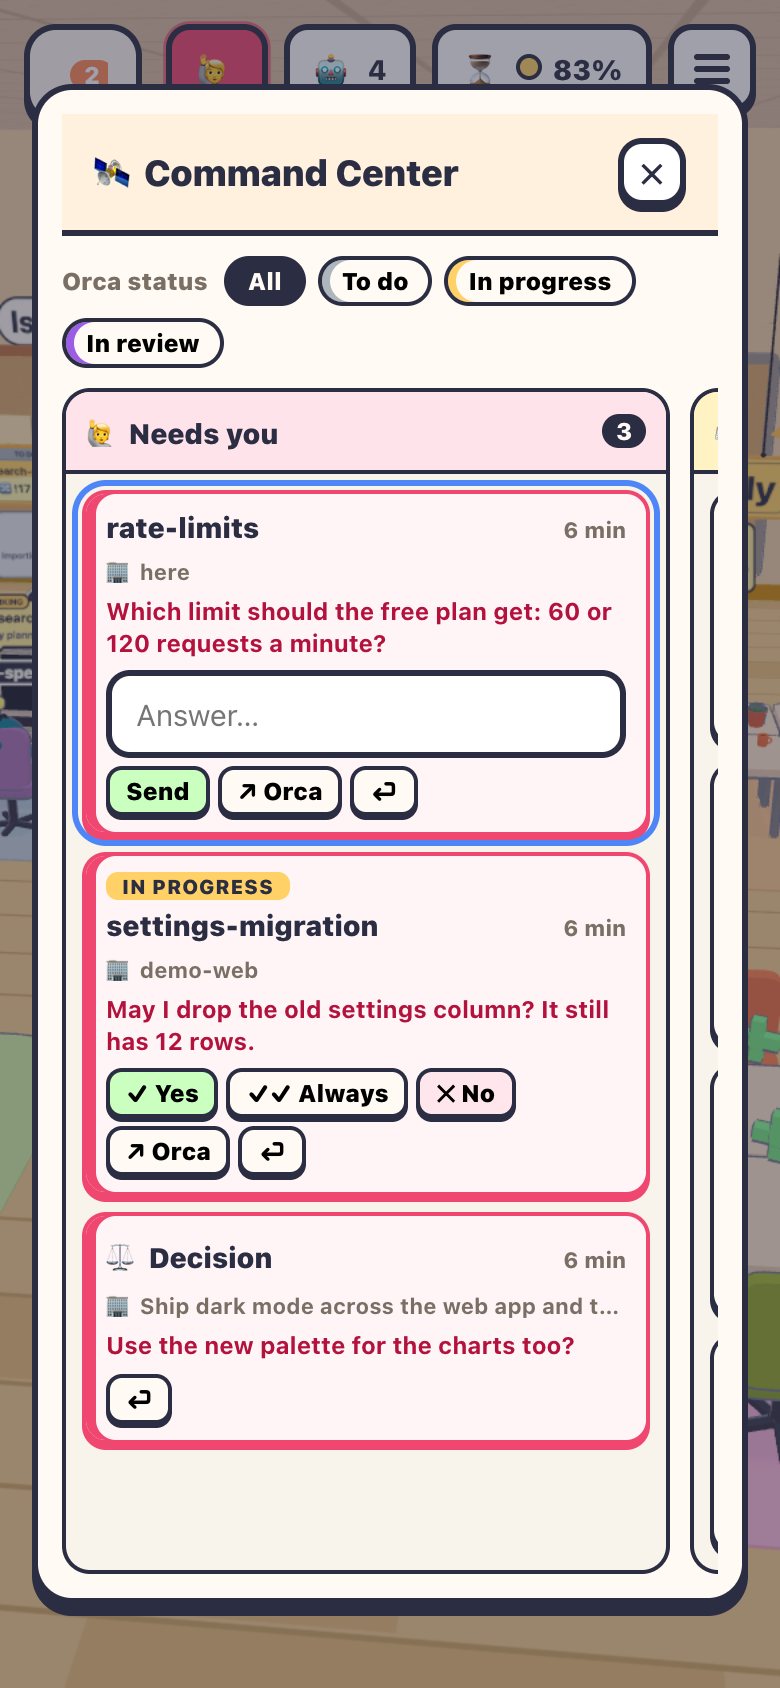 2
4
83%
Command Center
Orca status
All
To do
In progress
In review
Needs you
3
rate-limits
6 min
here
Which limit should the free plan get: 60 or
120 requests a minute?
Answer...
Send
Orca
IN PROGRESS
settings-migration
6 min
demo-web
May I drop the old settings column? It still
has 12 rows.
Yes
Always
No
Orca
Decision
6 min
Ship dark mode across the web app and t...
Use the new palette for the charts too?